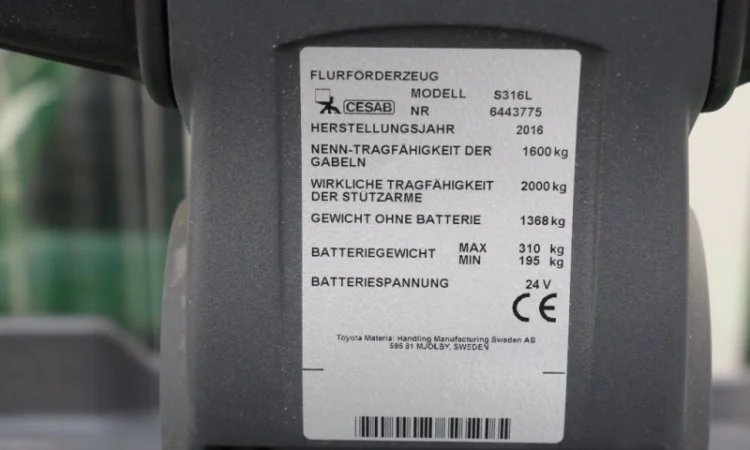 FLURFÖRDERZEUG
CESAB
MODELL S316L
NR 6443775
HERSTELLUNGSJAHR 2016
NENN-TRAGFÄHIGKEIT DER GABELN 1600 kg
WIRKLICHE TRAGFÄHIGKEIT DER STÜTZARME 2000 kg
GEWICHT OHNE BATTERIE 1368 kg
BATTERIEGEWICHT MAX 310 kg
MIN 195 kg
BATTERIESPANNUNG 24 V
CE
Toyota Material Handling Manufacturing Sweden AB
595 81 MJÖLBY, SWEDEN